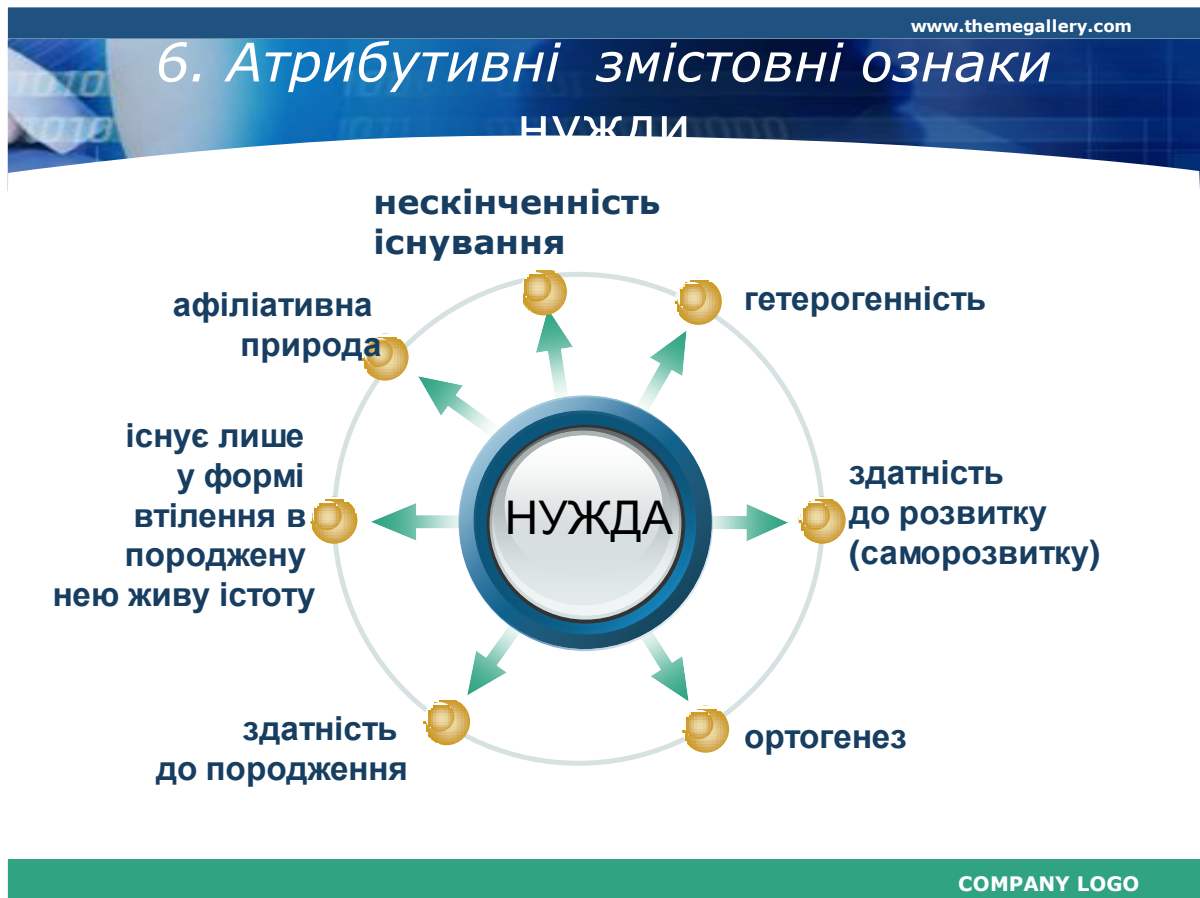 www.themegallery.com
6. Атрибутивні змістовні ознаки
нужди
нескінченність
існування
гетерогенність
афіліативна
природа
існує лише
у формі
втілення в
породжену
нею живу істоту
НУЖДА
здатність
до розвитку
(саморозвитку)
здатність
до породження
ортогенез
COMPANY LOGO